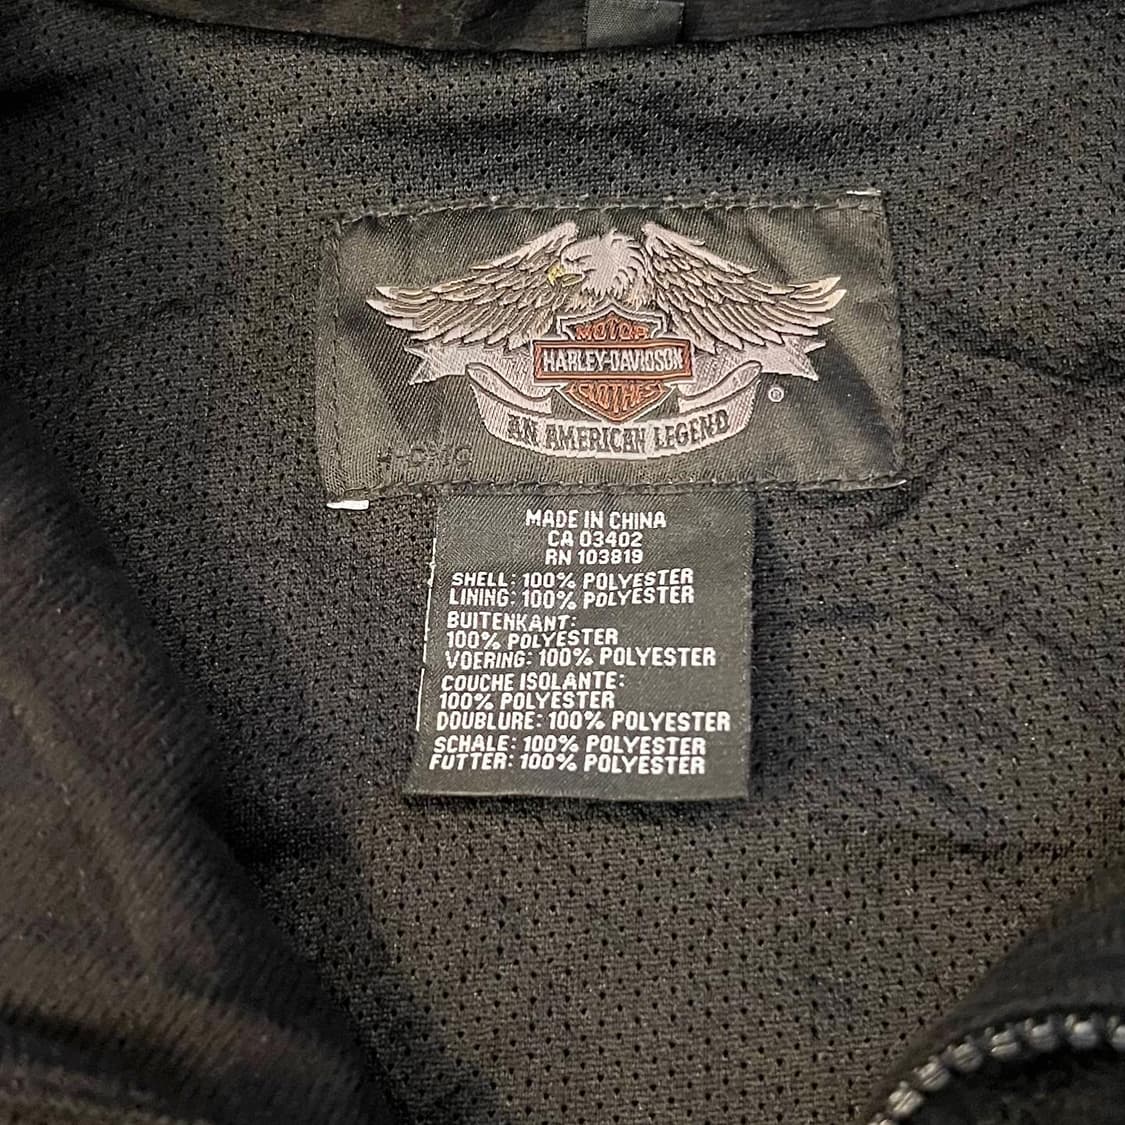 MOTOR
HARLEY-DAVIDSON
CLOTHES
®
AN AMERICAN LEGEND
MADE IN CHINA
CA 03402
RN 103819
SHELL: 100% POLYESTER
LINING: 100% POLYESTER
BUITENKANT:
100% POLYESTER
VOERING: 100% POLYESTER
COUCHE ISOLANTE:
100% POLYESTER
DOUBLURE: 100% POLYESTER
SCHALE: 100% POLYESTER
FUTTER: 100% POLYESTER